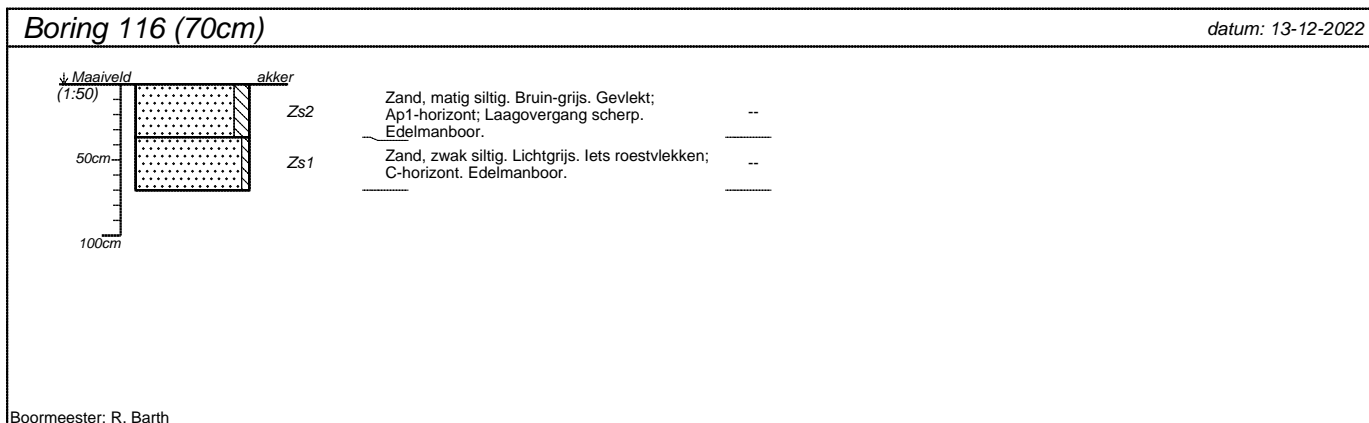 Boring 116 (70cm)
datum: 13-12-2022
Maaiveld
akker
(1:50)
Zs2
Zand, matig siltig. Bruin-grijs. Gevlekt;
Ap1-horizont; Laagovergang scherp.
Edelmanboor.
--
50cm
Zs1
Zand, zwak siltig. Lichtgrijs. Iets roestvlekken;
C-horizont. Edelmanboor.
--
100cm
Boormeester: R. Barth